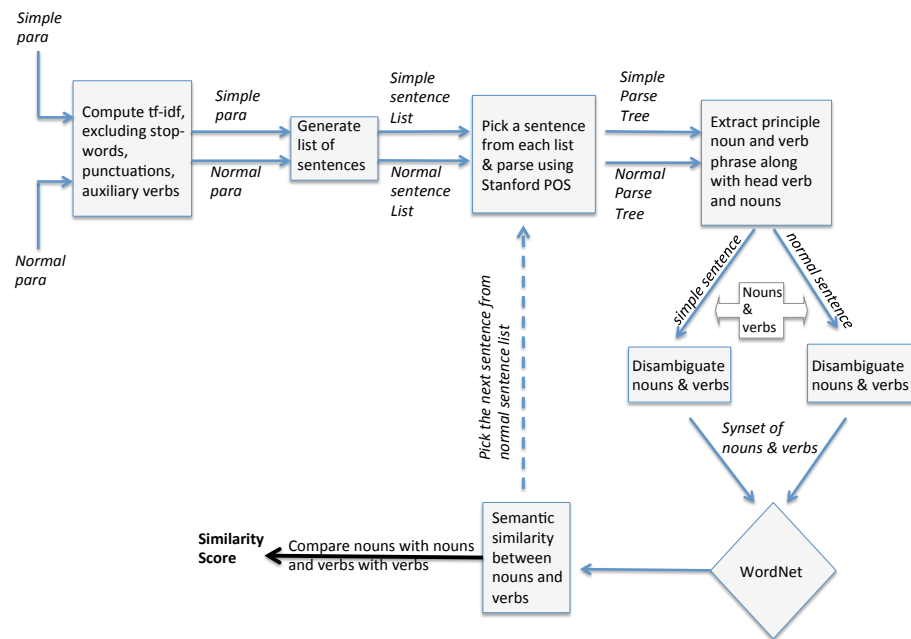 Simple
para
Compute tf-idf,
excluding stop-
words,
punctuations,
auxiliary verbs
Normal
para
Simple
para
Normal
para
Generate
list of
sentences
Simple
sentence
List
Normal
sentence
List
Pick a sentence
from each list
& parse using
Stanford POS
Simple
Parse
Tree
Normal
Parse
Tree
Extract principle
noun and verb
phrase along
with head verb
and nouns
simple sentence
normal sentence
Nouns
&
verbs
Disambiguate
nouns & verbs
Disambiguate
nouns & verbs
Synset of
nouns & verbs
WordNet
Pick the next sentence from
normal sentence list
Semantic
similarity
between
nouns and
verbs
Compare nouns with nouns
and verbs with verbs
Similarity
Score